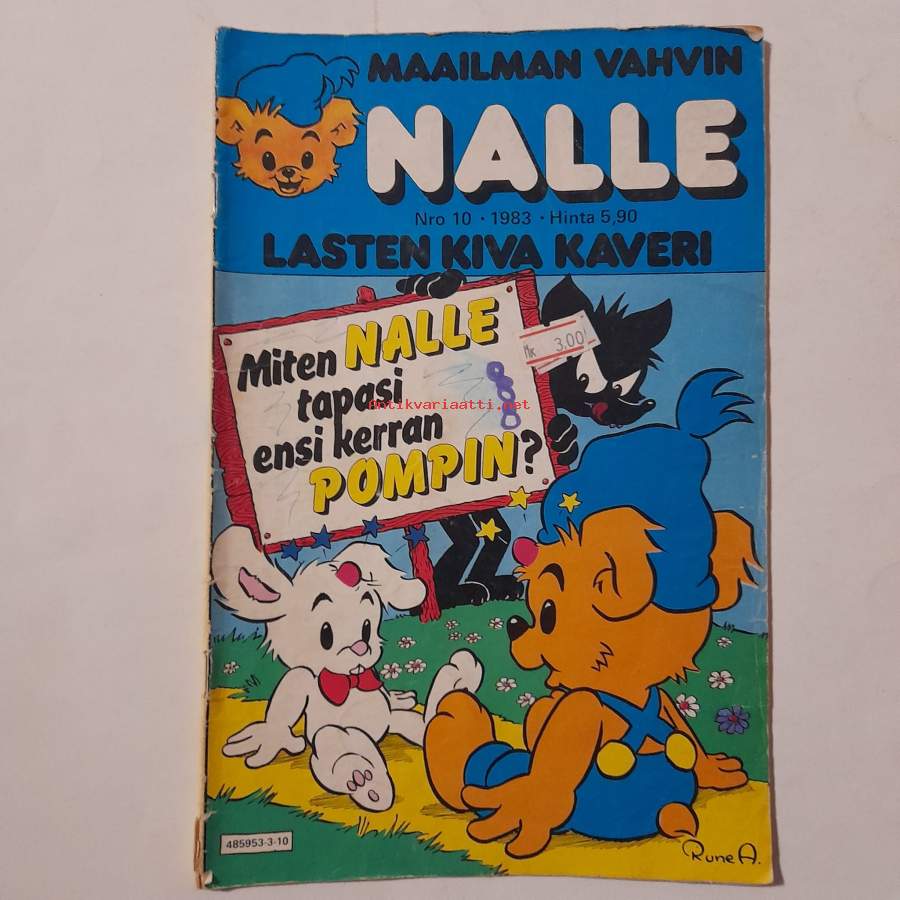 MAAILMAN VAHVIN
NALLE
Nro 10 · 1983 · Hinta 5,90
LASTEN KIVA KAVERI
Miten NALLE
tapasi
ensi kerran
POMPIN?
Mk 3.00
Antikvariaatti.net
485953-3-10
Rune A.